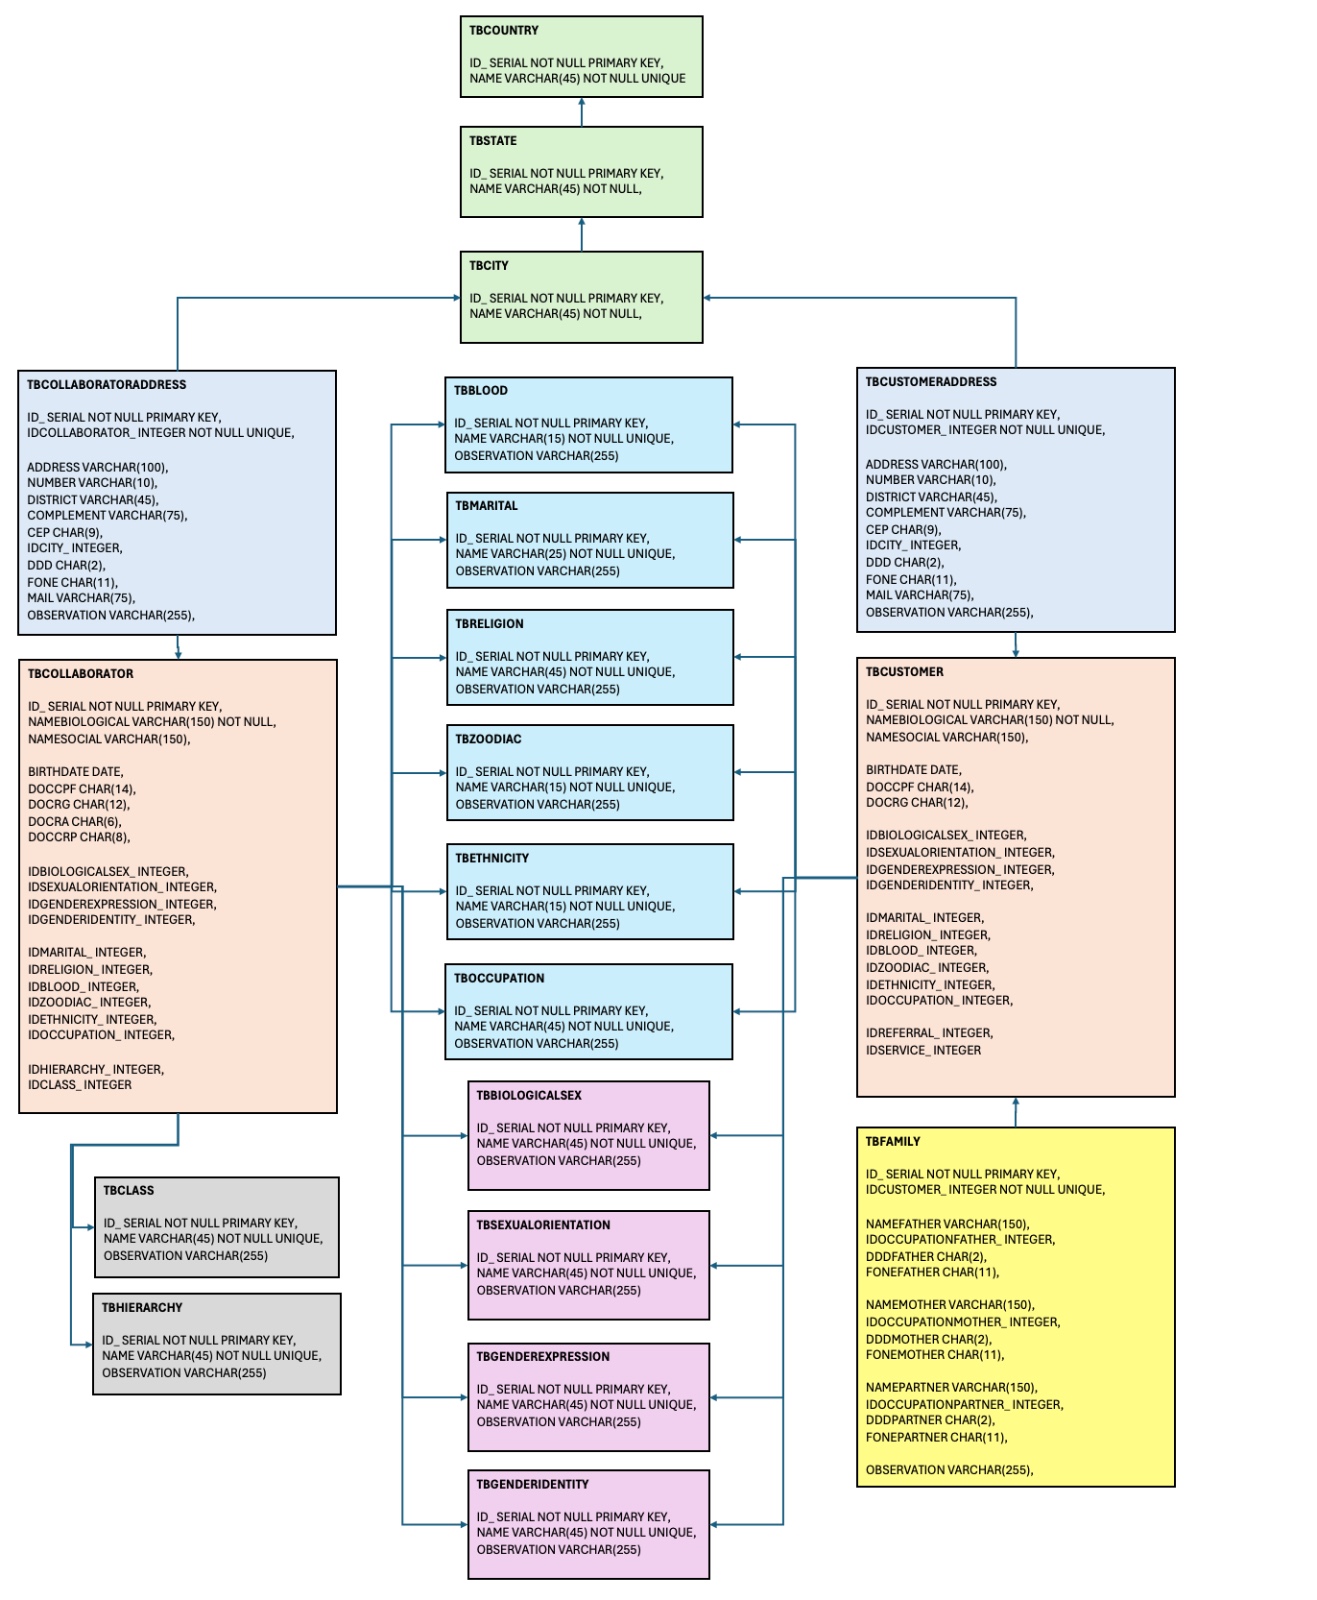 TBCOUNTRY
ID_ SERIAL NOT NULL PRIMARY KEY,
NAME VARCHAR(45) NOT NULL UNIQUE
TBSTATE
ID_ SERIAL NOT NULL PRIMARY KEY,
NAME VARCHAR(45) NOT NULL,
TBCITY
ID_ SERIAL NOT NULL PRIMARY KEY,
NAME VARCHAR(45) NOT NULL,
TBCOLLABORATORADDRESS
ID_ SERIAL NOT NULL PRIMARY KEY,
IDCOLLABORATOR_ INTEGER NOT NULL UNIQUE,
ADDRESS VARCHAR(100),
NUMBER VARCHAR(10),
DISTRICT VARCHAR(45),
COMPLEMENT VARCHAR(75),
CEP CHAR(9),
IDCITY_ INTEGER,
DDD CHAR(2),
FONE CHAR(11),
MAIL VARCHAR(75),
OBSERVATION VARCHAR(255),
TBCOLLABORATOR
ID_ SERIAL NOT NULL PRIMARY KEY,
NAMEBIOLOGICAL VARCHAR(150) NOT NULL,
NAMESOCIAL VARCHAR(150),
BIRTHDATE DATE,
DOCCPF CHAR(14),
DOCRG CHAR(12),
DOCRA CHAR(6),
DOCCRP CHAR(8),
IDBIOLOGICALSEX_ INTEGER,
IDSEXUALORIENTATION_ INTEGER,
IDGENDEREXPRESSION_ INTEGER,
IDGENDERIDENTITY_ INTEGER,
IDMARITAL_ INTEGER,
IDRELIGION_ INTEGER,
IDBLOOD_ INTEGER,
IDZOODIAC_ INTEGER,
IDETHNICITY_ INTEGER,
IDOCCUPATION_ INTEGER,
IDHIERARCHY_ INTEGER,
IDCLASS_ INTEGER
TBCLASS
ID_ SERIAL NOT NULL PRIMARY KEY,
NAME VARCHAR(45) NOT NULL UNIQUE,
OBSERVATION VARCHAR(255)
TBHIERARCHY
ID_ SERIAL NOT NULL PRIMARY KEY,
NAME VARCHAR(45) NOT NULL UNIQUE,
OBSERVATION VARCHAR(255)
TBBLOOD
ID_ SERIAL NOT NULL PRIMARY KEY,
NAME VARCHAR(15) NOT NULL UNIQUE,
OBSERVATION VARCHAR(255)
TBMARITAL
ID_ SERIAL NOT NULL PRIMARY KEY,
NAME VARCHAR(25) NOT NULL UNIQUE,
OBSERVATION VARCHAR(255)
TBRELIGION
ID_ SERIAL NOT NULL PRIMARY KEY,
NAME VARCHAR(45) NOT NULL UNIQUE,
OBSERVATION VARCHAR(255)
TBZOODIAC
ID_ SERIAL NOT NULL PRIMARY KEY,
NAME VARCHAR(15) NOT NULL UNIQUE,
OBSERVATION VARCHAR(255)
TBETHNICITY
ID_ SERIAL NOT NULL PRIMARY KEY,
NAME VARCHAR(15) NOT NULL UNIQUE,
OBSERVATION VARCHAR(255)
TBOCCUPATION
ID_ SERIAL NOT NULL PRIMARY KEY,
NAME VARCHAR(45) NOT NULL UNIQUE,
OBSERVATION VARCHAR(255)
TBBIOLOGICALSEX
ID_ SERIAL NOT NULL PRIMARY KEY,
NAME VARCHAR(45) NOT NULL UNIQUE,
OBSERVATION VARCHAR(255)
TBSEXUALORIENTATION
ID_ SERIAL NOT NULL PRIMARY KEY,
NAME VARCHAR(45) NOT NULL UNIQUE,
OBSERVATION VARCHAR(255)
TBGENDEREXPRESSION
ID_ SERIAL NOT NULL PRIMARY KEY,
NAME VARCHAR(45) NOT NULL UNIQUE,
OBSERVATION VARCHAR(255)
TBGENDERIDENTITY
ID_ SERIAL NOT NULL PRIMARY KEY,
NAME VARCHAR(45) NOT NULL UNIQUE,
OBSERVATION VARCHAR(255)
TBCUSTOMERADDRESS
ID_ SERIAL NOT NULL PRIMARY KEY,
IDCUSTOMER_ INTEGER NOT NULL UNIQUE,
ADDRESS VARCHAR(100),
NUMBER VARCHAR(10),
DISTRICT VARCHAR(45),
COMPLEMENT VARCHAR(75),
CEP CHAR(9),
IDCITY_ INTEGER,
DDD CHAR(2),
FONE CHAR(11),
MAIL VARCHAR(75),
OBSERVATION VARCHAR(255),
TBCUSTOMER
ID_ SERIAL NOT NULL PRIMARY KEY,
NAMEBIOLOGICAL VARCHAR(150) NOT NULL,
NAMESOCIAL VARCHAR(150),
BIRTHDATE DATE,
DOCCPF CHAR(14),
DOCRG CHAR(12),
IDBIOLOGICALSEX_ INTEGER,
IDSEXUALORIENTATION_ INTEGER,
IDGENDEREXPRESSION_ INTEGER,
IDGENDERIDENTITY_ INTEGER,
IDMARITAL_ INTEGER,
IDRELIGION_ INTEGER,
IDBLOOD_ INTEGER,
IDZOODIAC_ INTEGER,
IDETHNICITY_ INTEGER,
IDOCCUPATION_ INTEGER,
IDREFERRAL_ INTEGER,
IDSERVICE_ INTEGER
TBFAMILY
ID_ SERIAL NOT NULL PRIMARY KEY,
IDCUSTOMER_ INTEGER NOT NULL UNIQUE,
NAMEFATHER VARCHAR(150),
IDOCCUPATIONFATHER_ INTEGER,
DDDFATHER CHAR(2),
FONEFATHER CHAR(11),
NAMEMOTHER VARCHAR(150),
IDOCCUPATIONMOTHER_ INTEGER,
DDDMOTHER CHAR(2),
FONEMOTHER CHAR(11),
NAMEPARTNER VARCHAR(150),
IDOCCUPATIONPARTNER_ INTEGER,
DDDPARTNER CHAR(2),
FONEPARTNER CHAR(11),
OBSERVATION VARCHAR(255),